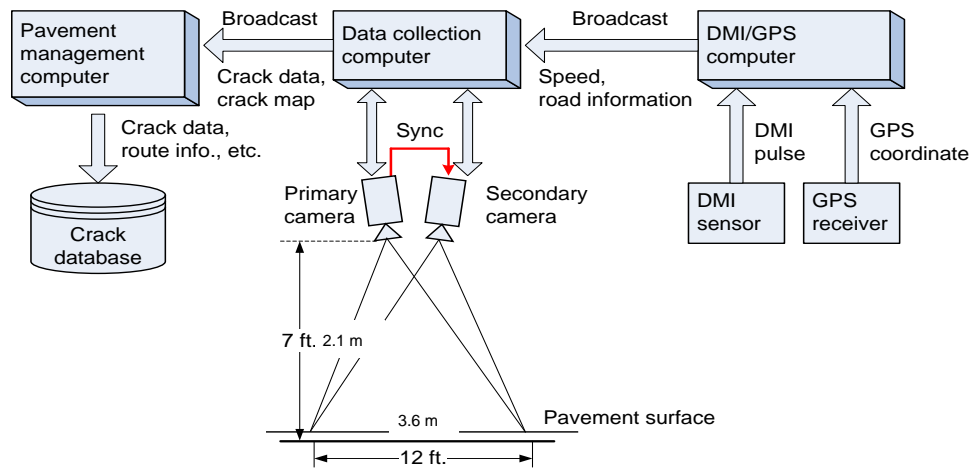 Pavement
management
computer
Broadcast
Crack data,
crack map
Data collection
computer
Broadcast
Speed,
road information
DMI/GPS
computer
Crack data,
route info., etc.
Crack
database
Sync
Primary
camera
Secondary
camera
DMI
pulse
GPS
coordinate
DMI
sensor
GPS
receiver
7 ft.
2.1 m
3.6 m
Pavement surface
12 ft.